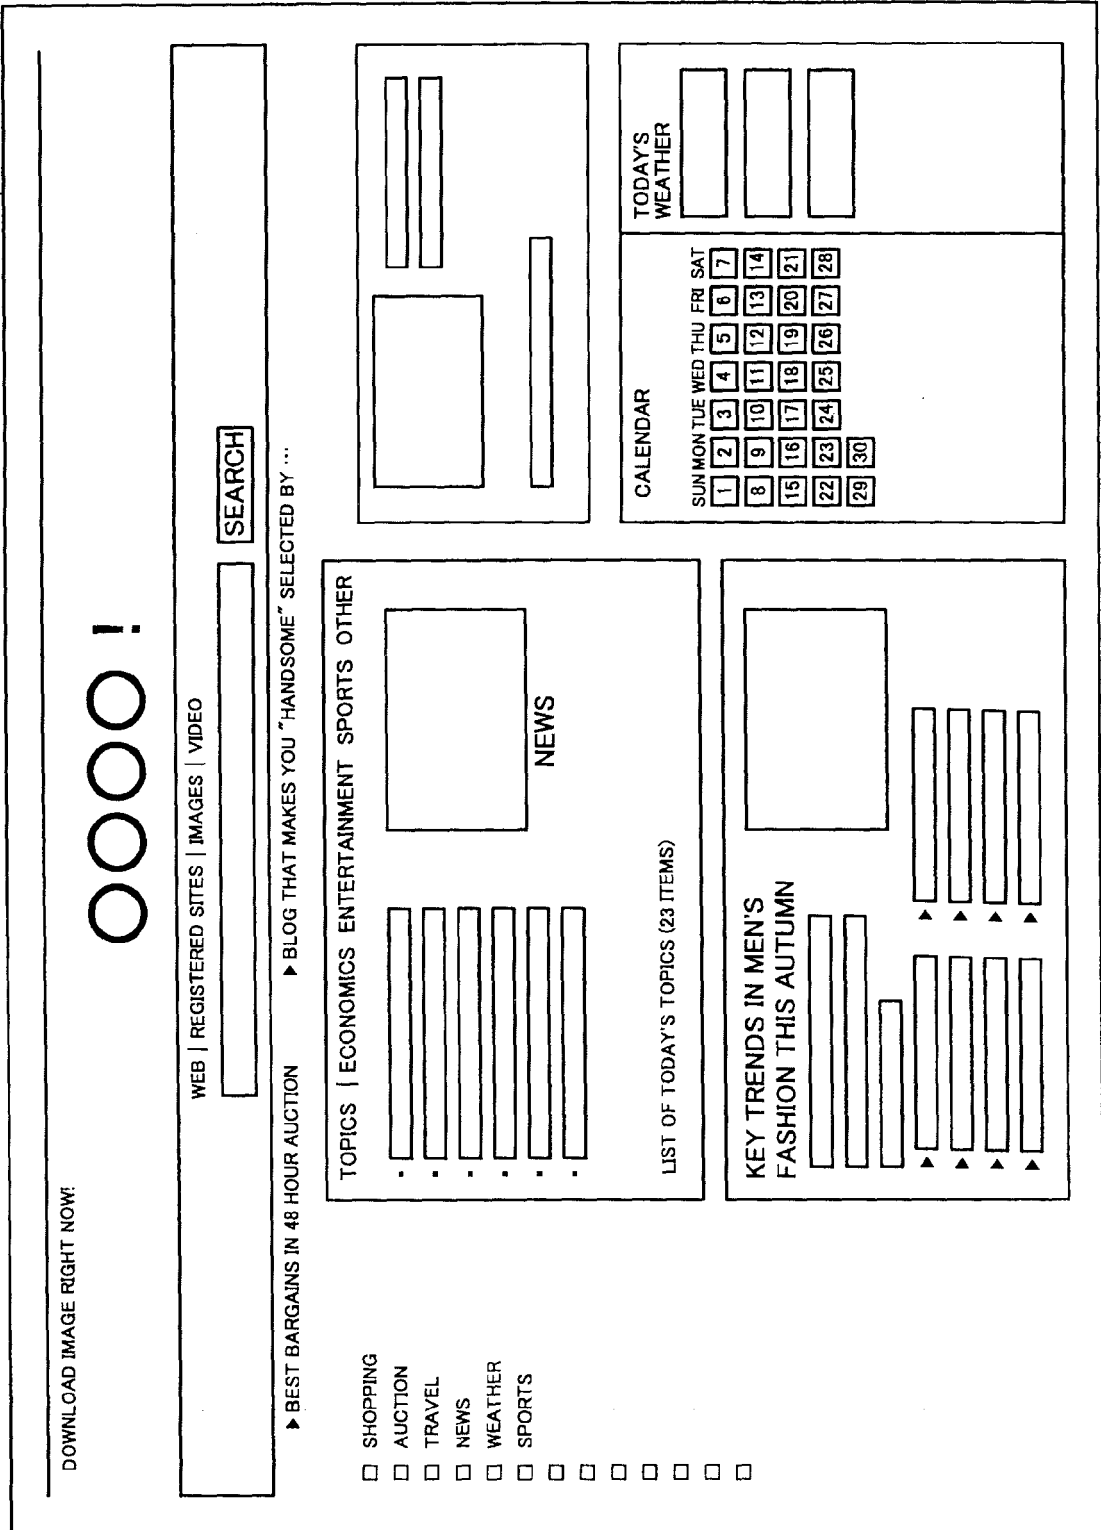 DOWNLOAD IMAGE RIGHT NOW!
○○○○ !
WEB | REGISTERED SITES | IMAGES | VIDEO
SEARCH
▶ BEST BARGAINS IN 48 HOUR AUCTION ▶ BLOG THAT MAKES YOU "HANDSOME" SELECTED BY ...
SHOPPING
AUCTION
TRAVEL
NEWS
WEATHER
SPORTS
TOPICS | ECONOMICS ENTERTAINMENT SPORTS OTHER
NEWS
LIST OF TODAY'S TOPICS (23 ITEMS)
KEY TRENDS IN MEN'S
FASHION THIS AUTUMN
CALENDAR
SUN MON TUE WED THU FRI SAT
1 2 3 4 5 6 7
8 9 10 11 12 13 14
15 16 17 18 19 20 21
22 23 24 25 26 27 28
29 30
TODAY'S
WEATHER